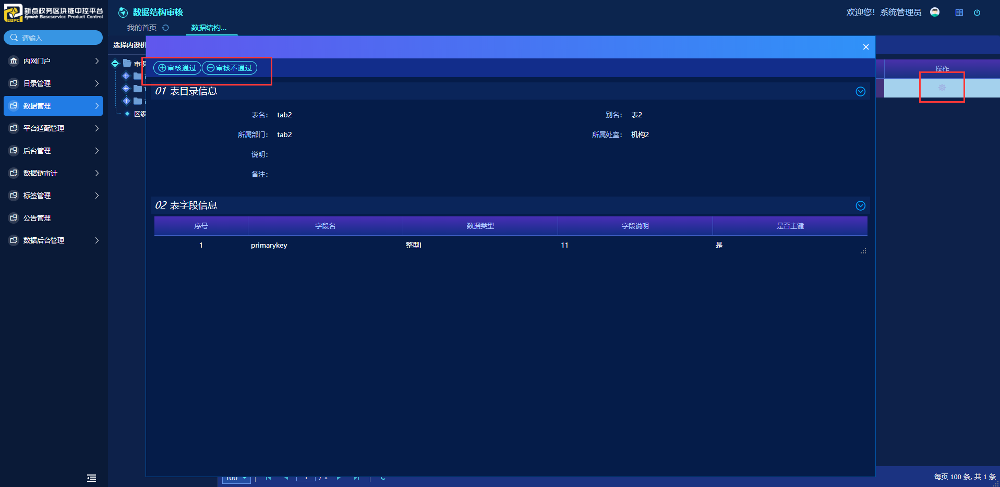 新点政务区块链中控平台
Epoint Baseservice Product Control
EBPC
请输入
内网门户
目录管理
数据管理
平台适配管理
后台管理
数据链审计
标签管理
公告管理
数据后台管理
数据结构审核
我的首页
数据结构...
欢迎您！系统管理员
选择内设机
市级
区级
操作
审核通过
审核不通过
01 表目录信息
表名： tab2
别名： 表2
所属部门： tab2
所属处室： 机构2
说明：
备注：
02 表字段信息
序号 字段名 数据类型 字段说明 是否主键
1 primarykey 整型I 11 是
100
1 / 1
每页 100 条, 共 1 条